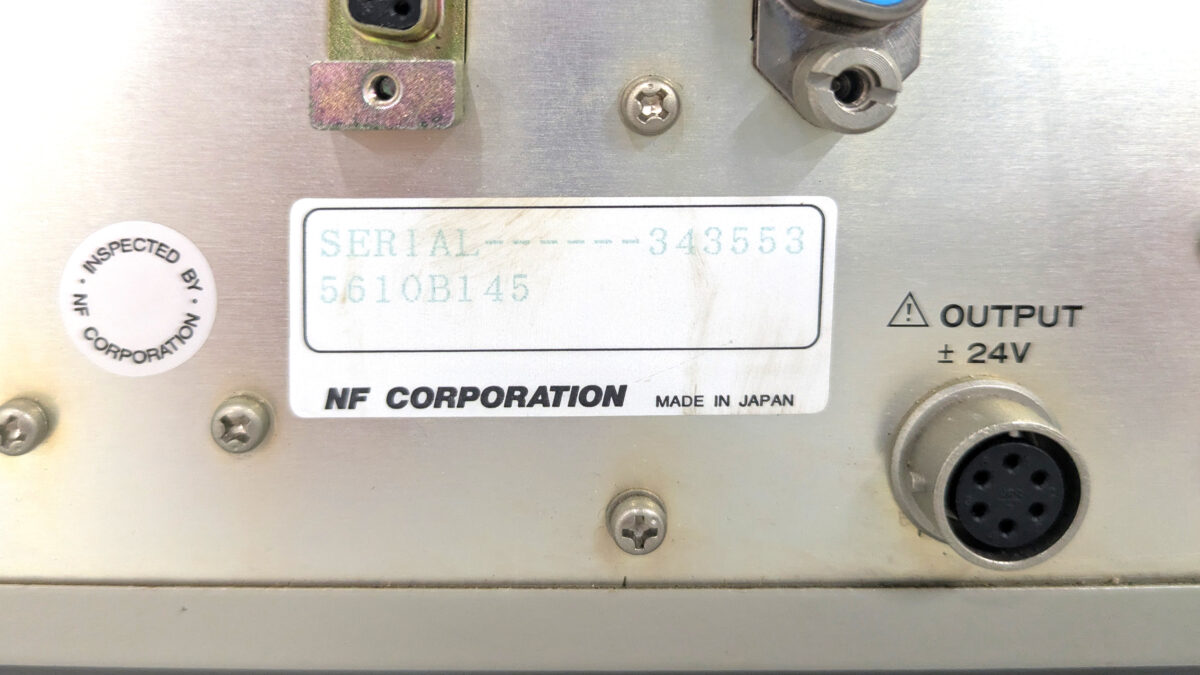 SERIAL------343553
5610B145
NF CORPORATION MADE IN JAPAN
INSPECTED BY · NF CORPORATION ·
⚠ OUTPUT
± 24V